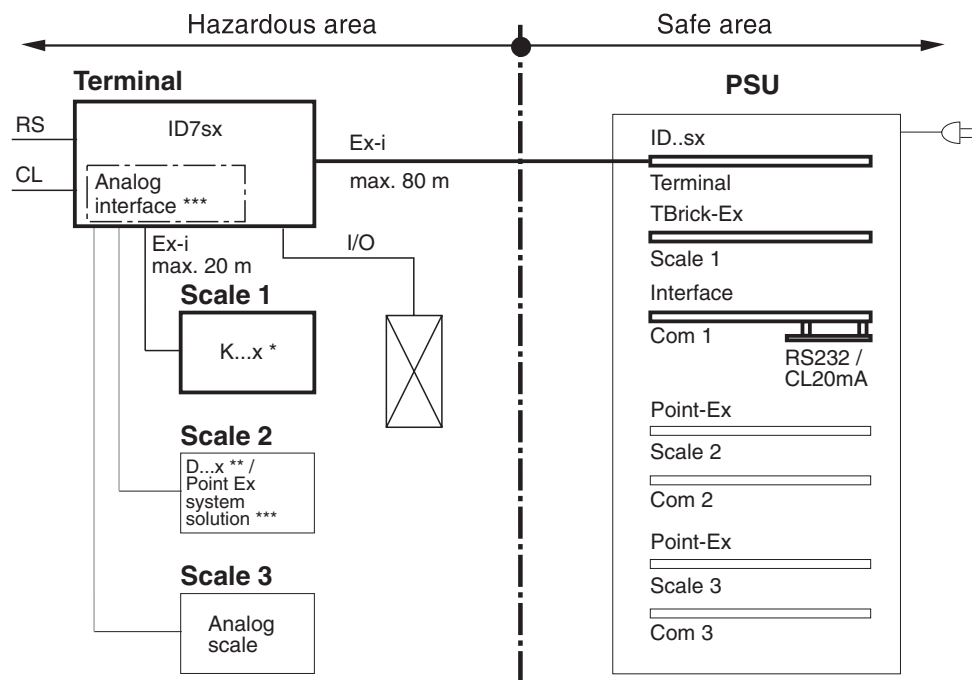 Hazardous area
Safe area
Terminal
PSU
RS
ID7sx
CL
Analog
interface ***
Ex-i
max. 80 m
Ex-i
max. 20 m
I/O
Scale 1
K...x *
Scale 2
D...x ** /
Point Ex
system
solution ***
Scale 3
Analog
scale
ID..sx
Terminal
TBrick-Ex
Scale 1
Interface
Com 1
RS232 /
CL20mA
Point-Ex
Scale 2
Com 2
Point-Ex
Scale 3
Com 3